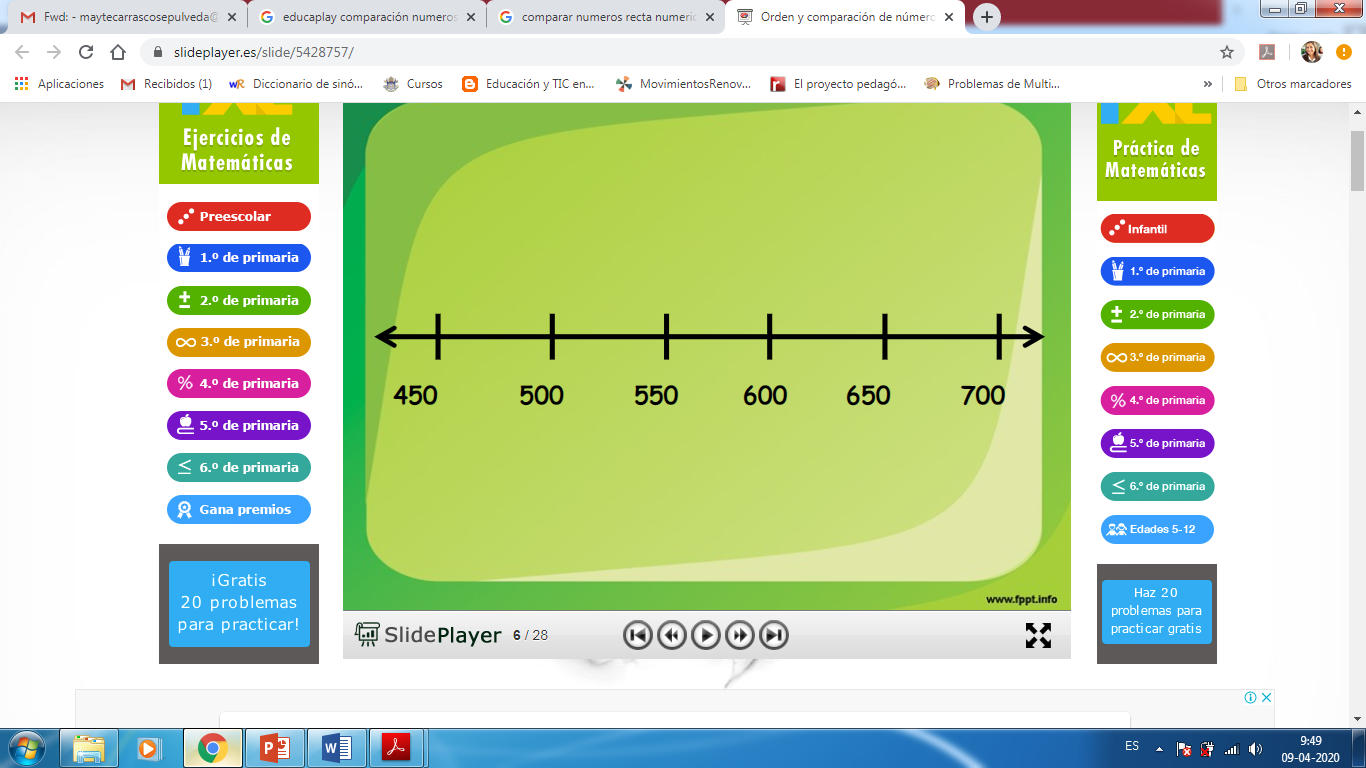 Fwd: - maytecarrascosepulveda@
educaplay comparación numeros
comparar numeros recta numeric
Orden y comparación de número
slideplayer.es/slide/5428757/
Aplicaciones
Recibidos (1)
Diccionario de sinó...
Cursos
Educación y TIC en...
MovimientosRenov...
El proyecto pedagó...
Problemas de Multi...
»
Otros marcadores
Ejercicios de
Matemáticas
Preescolar
1.º de primaria
2.º de primaria
3.º de primaria
4.º de primaria
5.º de primaria
6.º de primaria
Gana premios
¡Gratis
20 problemas
para practicar!
450 500 550 600 650 700
www.fppt.info
SlidePlayer 6 / 28
Práctica de
Matemáticas
Infantil
1.º de primaria
2.º de primaria
3.º de primaria
4.º de primaria
5.º de primaria
6.º de primaria
Edades 5-12
Haz 20
problemas para
practicar gratis
ES
9:49
09-04-2020